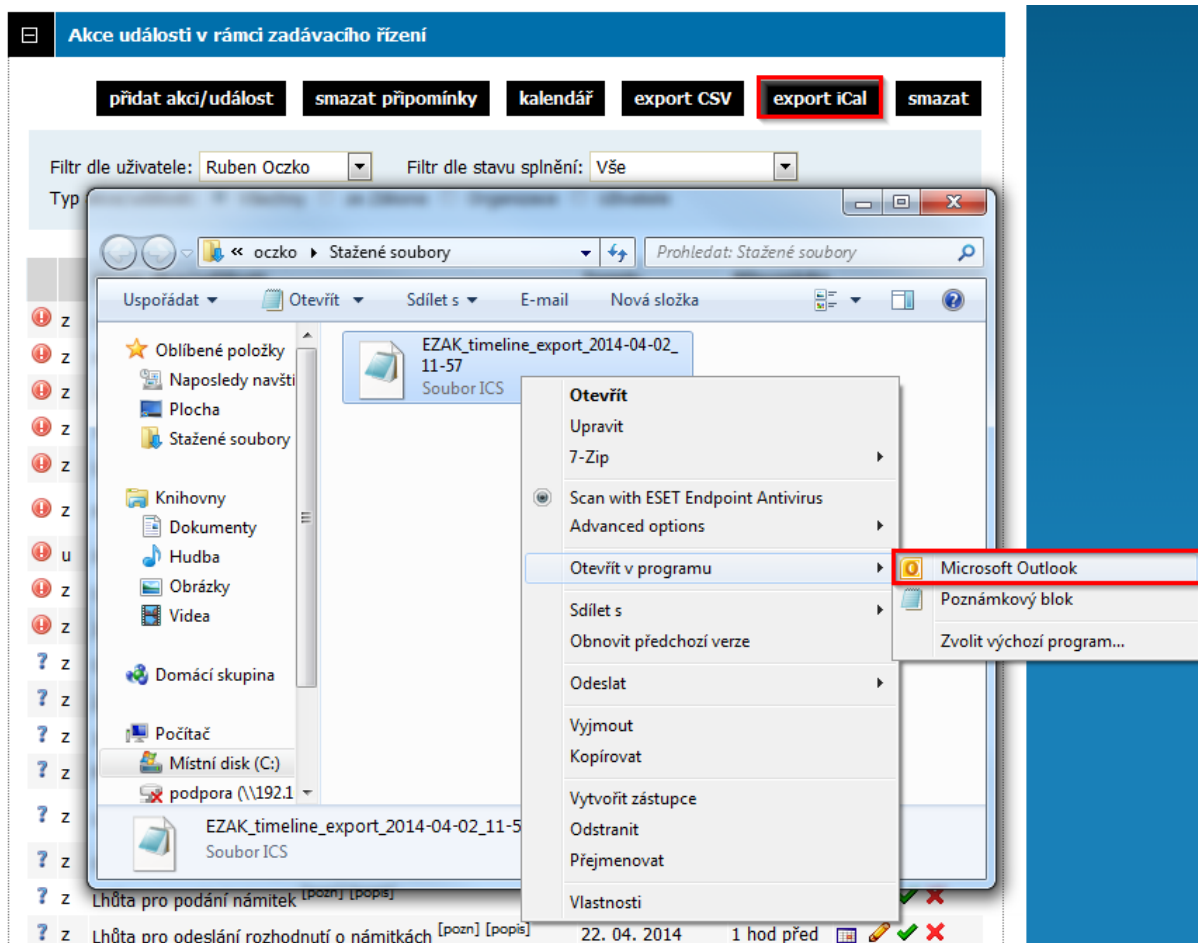 Akce události v rámci zadávacího řízení
přidat akci/událost smazat připomínky kalendář export CSV export iCal smazat
Filtr dle uživatele: Ruben Oczko Filtr dle stavu splnění: Vše
Typ
« oczko Stažené soubory Prohledat: Stažené soubory
Uspořádat Otevřít Sdílet s E-mail Nová složka
Oblíbené položky
Naposledy navští
Plocha
Stažené soubory
Knihovny
Dokumenty
Hudba
Obrázky
Videa
Domácí skupina
Počítač
Místní disk (C:)
podpora (\\192.1
EZAK_timeline_export_2014-04-02_
11-57
Soubor ICS
Otevřít
Upravit
7-Zip
Scan with ESET Endpoint Antivirus
Advanced options
Otevřít v programu
Sdílet s
Obnovit předchozí verze
Odeslat
Vyjmout
Kopírovat
Vytvořit zástupce
Odstranit
Přejmenovat
Vlastnosti
Microsoft Outlook
Poznámkový blok
Zvolit výchozí program...
EZAK_timeline_export_2014-04-02_11-5
Soubor ICS
z
z
z
z
z
z
u
z
z
z
z
z
z
z
z
z Lhůta pro podání námitek [pozn] [popis]
z Lhůta pro odeslání rozhodnutí o námitkách [pozn] [popis] 22. 04. 2014 1 hod před